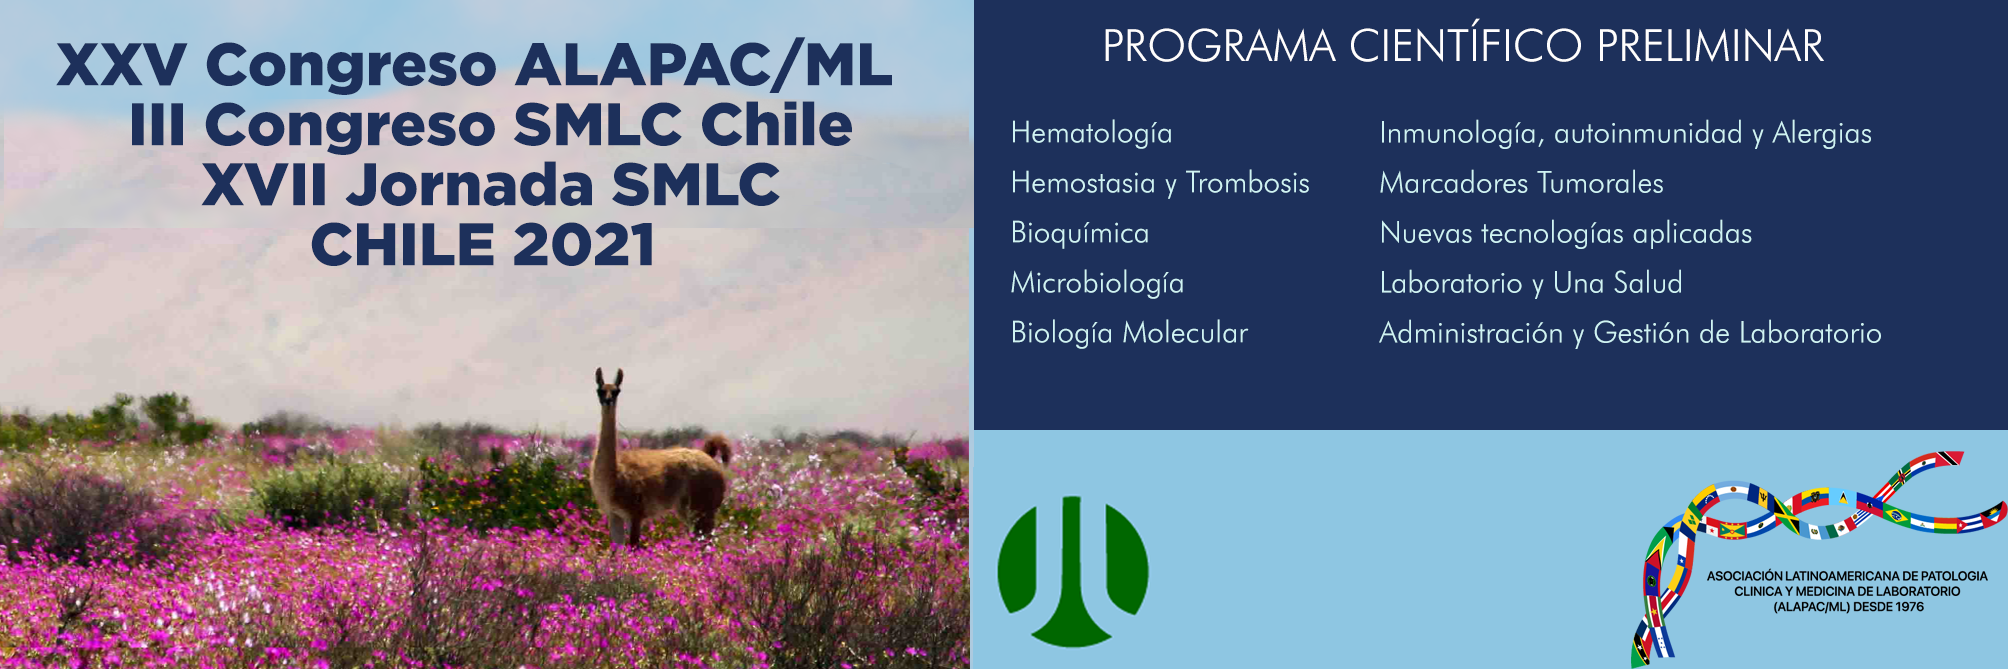 XXV Congreso ALAPAC/ML
III Congreso SMLC Chile
XVII Jornada SMLC
CHILE 2021
PROGRAMA CIENTÍFICO PRELIMINAR
Hematología
Hemostasia y Trombosis
Bioquímica
Microbiología
Biología Molecular
Inmunología, autoinmunidad y Alergias
Marcadores Tumorales
Nuevas tecnologías aplicadas
Laboratorio y Una Salud
Administración y Gestión de Laboratorio
ASOCIACIÓN LATINOAMERICANA DE PATOLOGIA
CLINICA Y MEDICINA DE LABORATORIO
(ALAPAC/ML) DESDE 1976